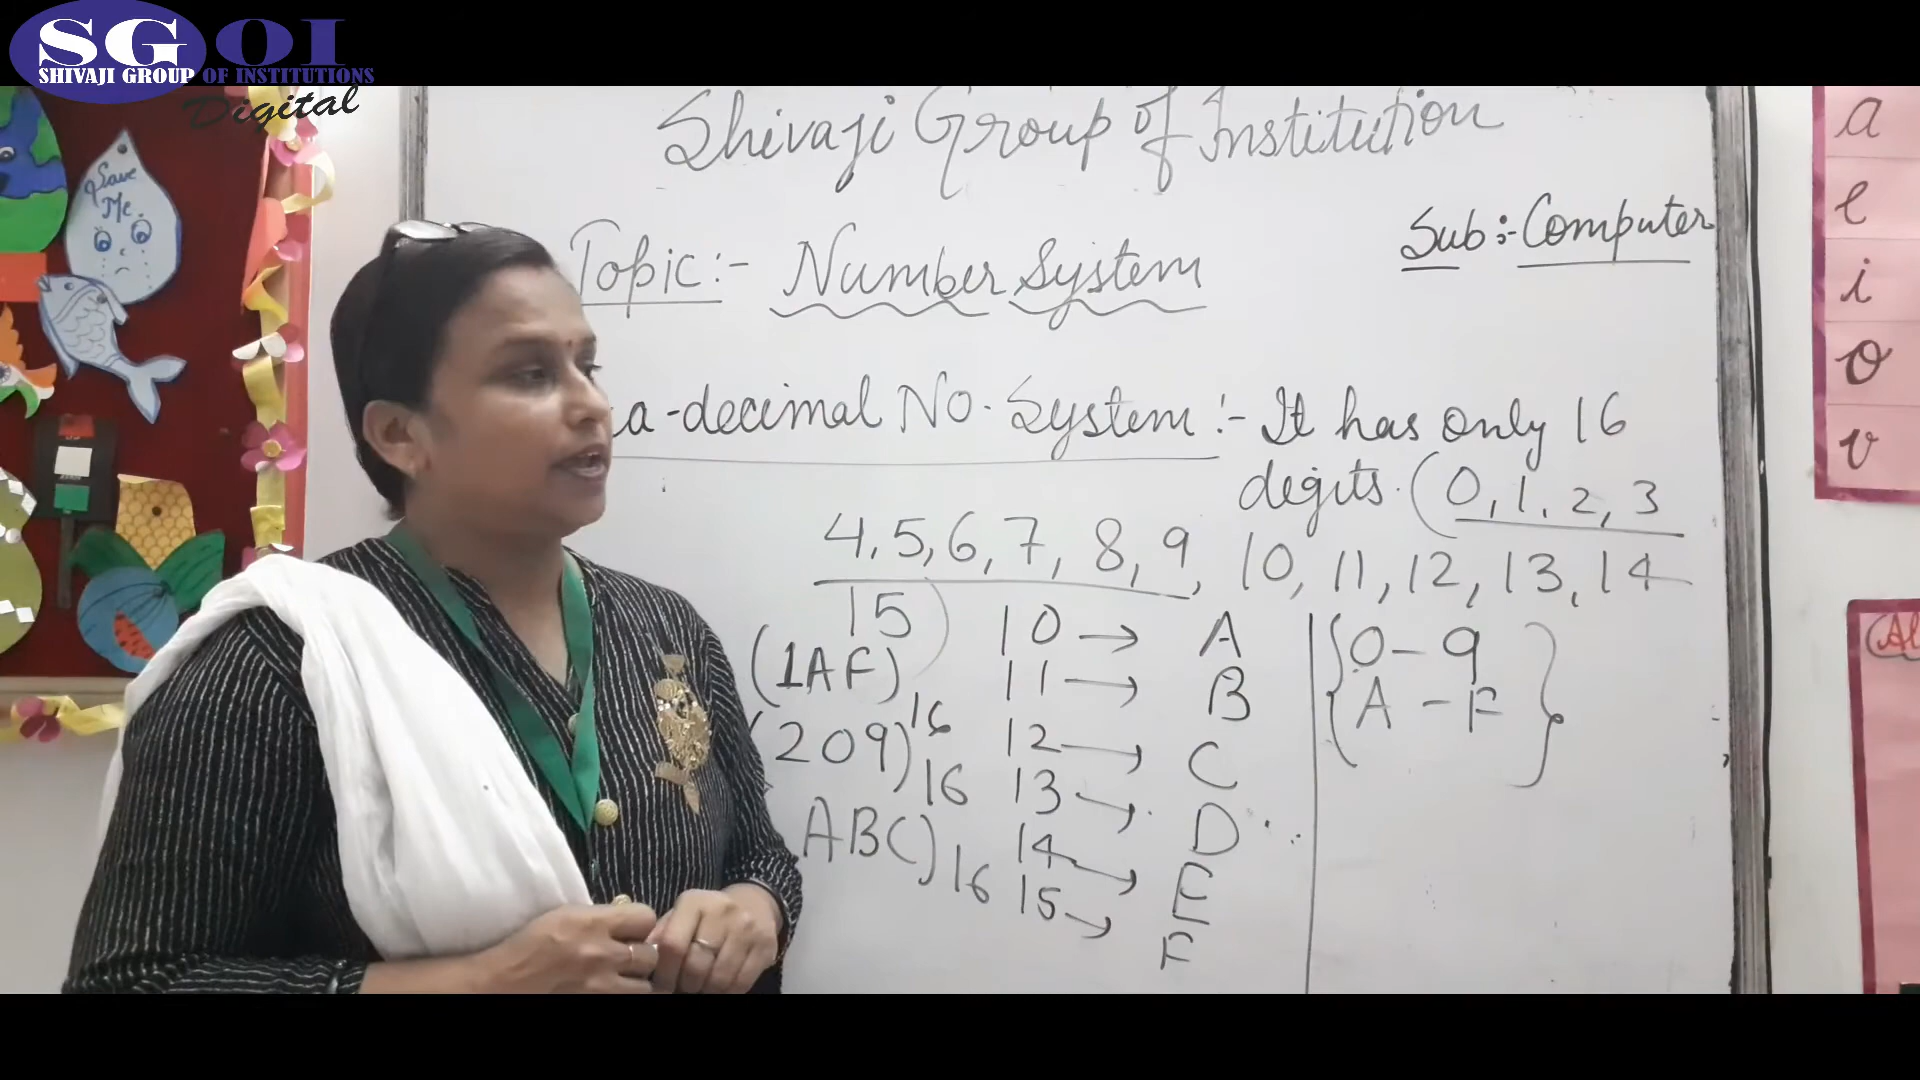 SGOI
SHIVAJI GROUP OF INSTITUTIONS
Digital
Shivaji Group of Institution
Sub:- Computer
Topic:- Number System
a-decimal No. System:- It has only 16
digits. (0, 1, 2, 3
4, 5, 6, 7, 8, 9, 10, 11, 12, 13, 14
15)
(1AF)16
(209)16
ABC)16
10 → A
11 → B
12 → C
13 → D
14 → E
15 → F
{0-9
A-F}
Save
Me
a
e
i
o